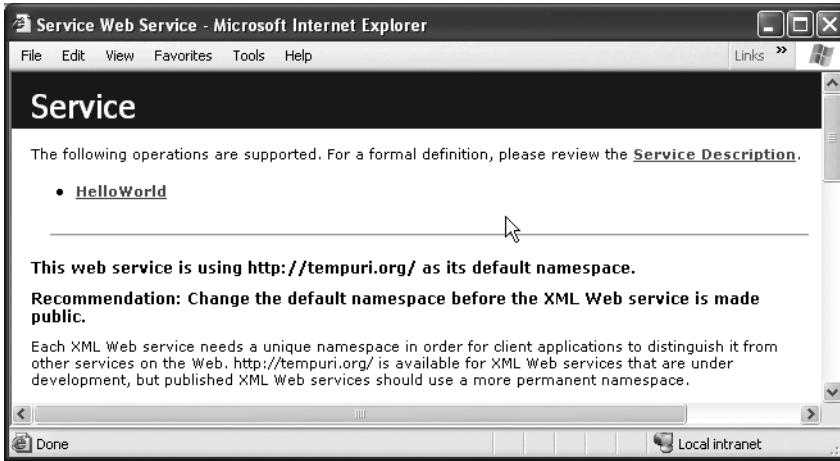 Service Web Service - Microsoft Internet Explorer
File Edit View Favorites Tools Help Links »
Service
The following operations are supported. For a formal definition, please review the Service Description.
• HelloWorld
This web service is using http://tempuri.org/ as its default namespace.
Recommendation: Change the default namespace before the XML Web service is made
public.
Each XML Web service needs a unique namespace in order for client applications to distinguish it from
other services on the Web. http://tempuri.org/ is available for XML Web services that are under
development, but published XML Web services should use a more permanent namespace.
Done Local intranet